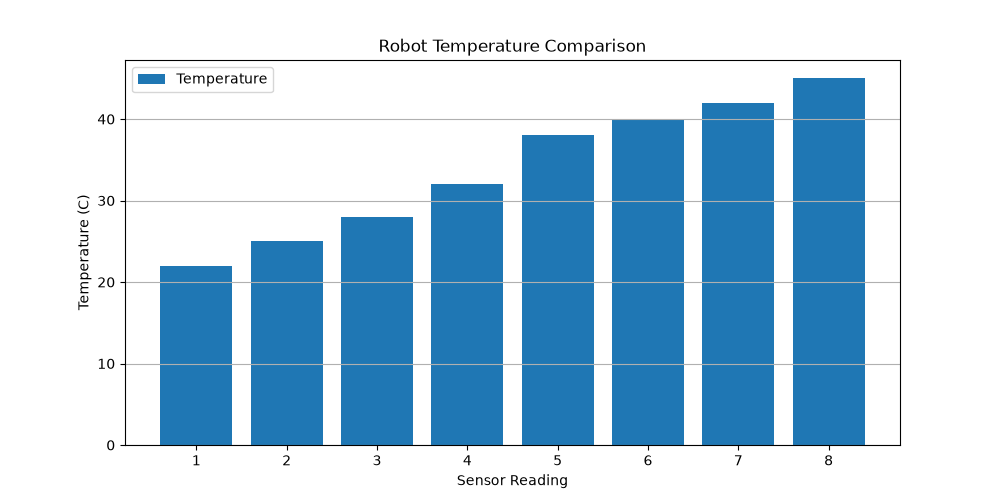 Robot Temperature Comparison
Temperature
Temperature (C)
40
30
20
10
0
1 2 3 4 5 6 7 8
Sensor Reading